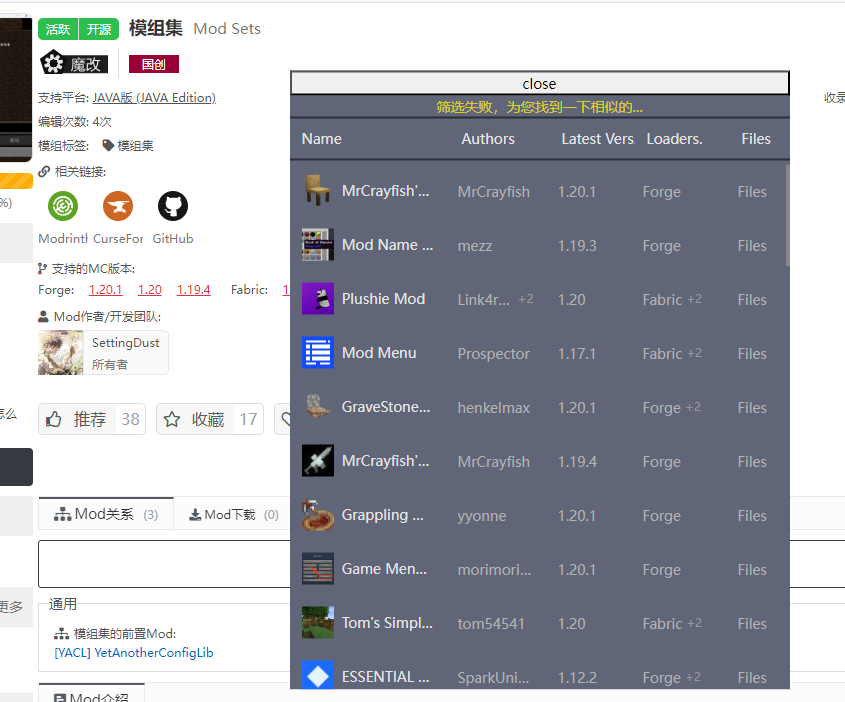 活跃 开源 模组集 Mod Sets
魔改 国创
支持平台: JAVA版 (JAVA Edition)
收录
编辑次数: 4次
模组标签: 模组集
相关链接:
%)
Modrinth CurseFor GitHub
支持的MC版本:
Forge: 1.20.1 1.20 1.19.4 Fabric: 1
Mod作者/开发团队:
SettingDust
所有者
怎么
推荐 38 收藏 17
Mod关系 (3) Mod下载 (0)
更多
通用
模组集的前置Mod:
[YACL] YetAnotherConfigLib
Mod介绍
close
筛选失败，为您找到一下相似的...
Name Authors Latest Vers Loaders. Files
MrCrayfish'... MrCrayfish 1.20.1 Forge Files
Mod Name ... mezz 1.19.3 Forge Files
Plushie Mod Link4r... +2 1.20 Fabric +2 Files
Mod Menu Prospector 1.17.1 Fabric +2 Files
GraveStone... henkelmax 1.20.1 Forge +2 Files
MrCrayfish'... MrCrayfish 1.19.4 Forge Files
Grappling ... yyonne 1.20.1 Forge Files
Game Men... morimori... 1.20.1 Forge Files
Tom's Simpl... tom54541 1.20 Fabric +2 Files
ESSENTIAL ... SparkUni... 1.12.2 Forge +2 Files